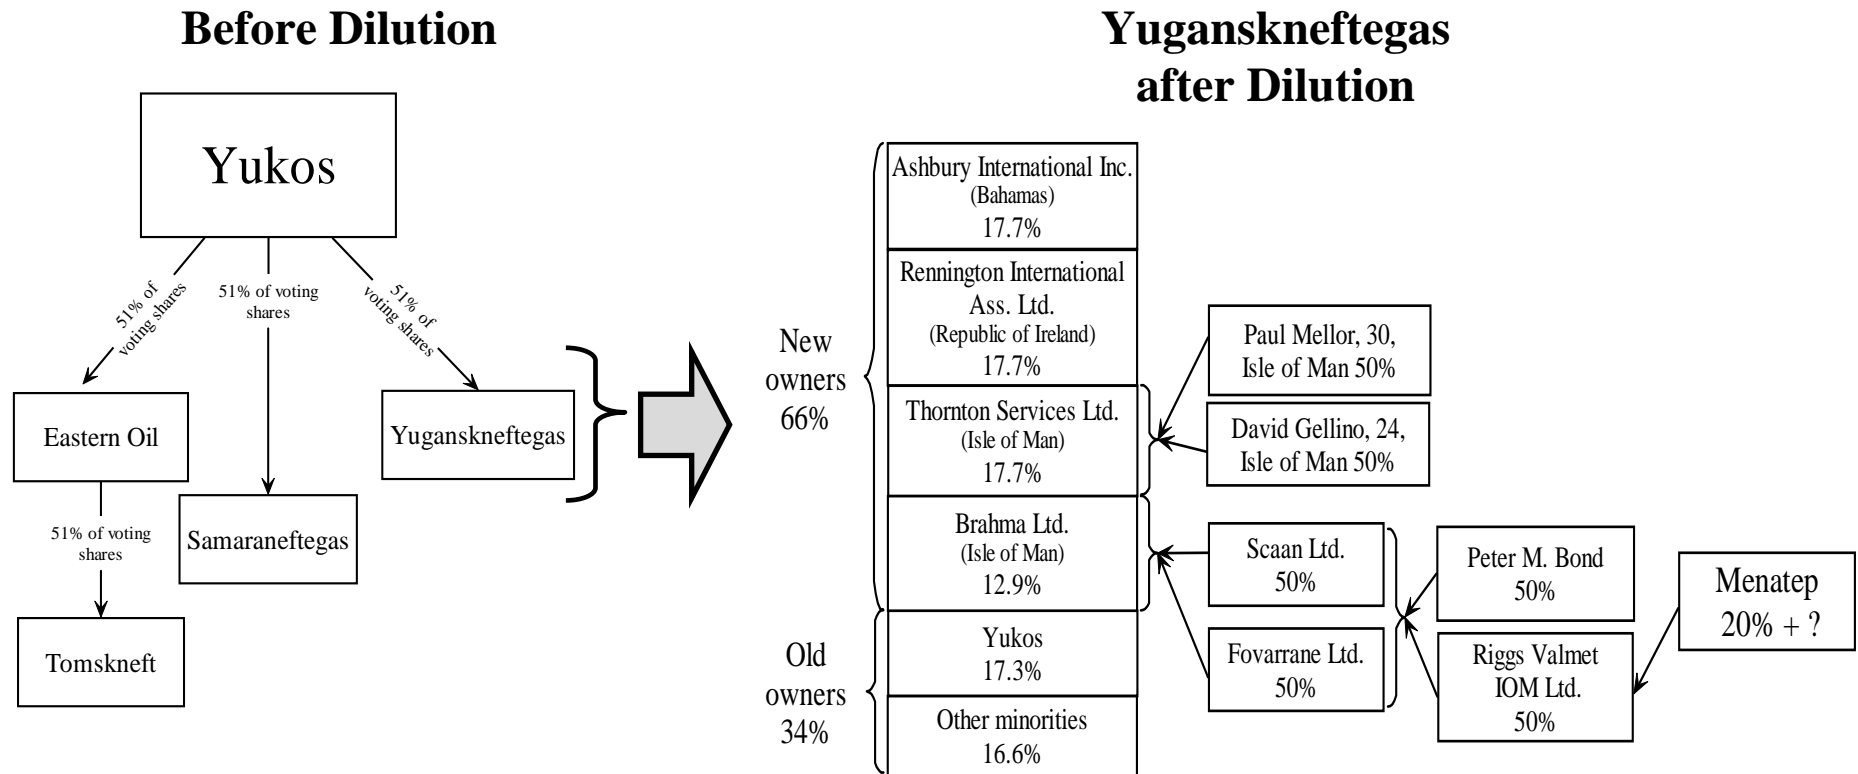 Before Dilution
Yukos
51% of
voting shares
51% of voting
shares
51% of
voting shares
Eastern Oil
Yuganskneftegas
Samaraneftegas
51% of voting
shares
Tomskneft
Yuganskneftegas
after Dilution
New
owners
66%
Ashbury International Inc.
(Bahamas)
17.7%
Rennington International
Ass. Ltd.
(Republic of Ireland)
17.7%
Thornton Services Ltd.
(Isle of Man)
17.7%
Brahma Ltd.
(Isle of Man)
12.9%
Old
owners
34%
Yukos
17.3%
Other minorities
16.6%
Paul Mellor, 30,
Isle of Man 50%
David Gellino, 24,
Isle of Man 50%
Scaan Ltd.
50%
Fovarrane Ltd.
50%
Peter M. Bond
50%
Riggs Valmet
IOM Ltd.
50%
Menatep
20% + ?